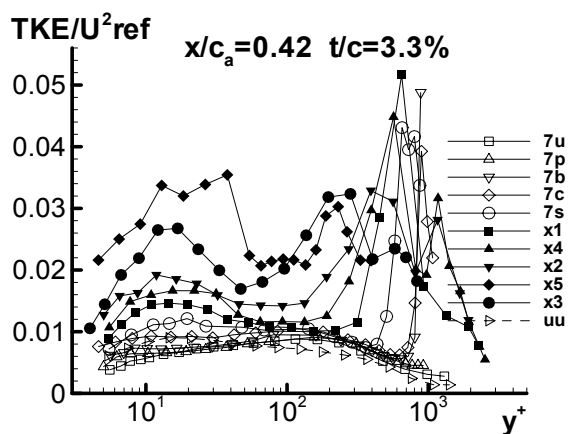 TKE/U²ref
x/cₐ=0.42 t/c=3.3%
0.05
0.04
0.03
0.02
0.01
0
10¹
10²
10³
y⁺
7u
7p
7b
7c
7s
x1
x4
x2
x5
x3
uu